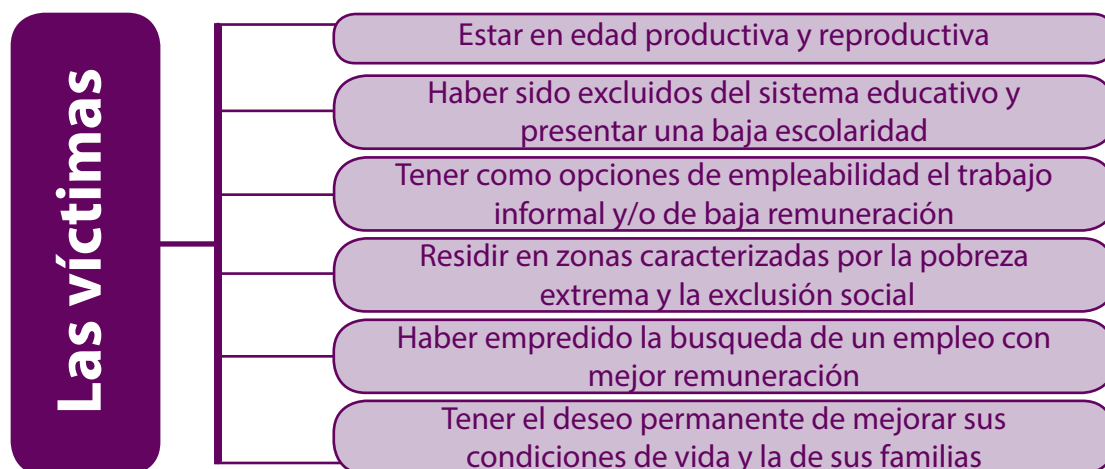 Las víctimas
Estar en edad productiva y reproductiva
Haber sido excluidos del sistema educativo y
presentar una baja escolaridad
Tener como opciones de empleabilidad el trabajo
informal y/o de baja remuneración
Residir en zonas caracterizadas por la pobreza
extrema y la exclusión social
Haber empredido la busqueda de un empleo con
mejor remuneración
Tener el deseo permanente de mejorar sus
condiciones de vida y la de sus familias